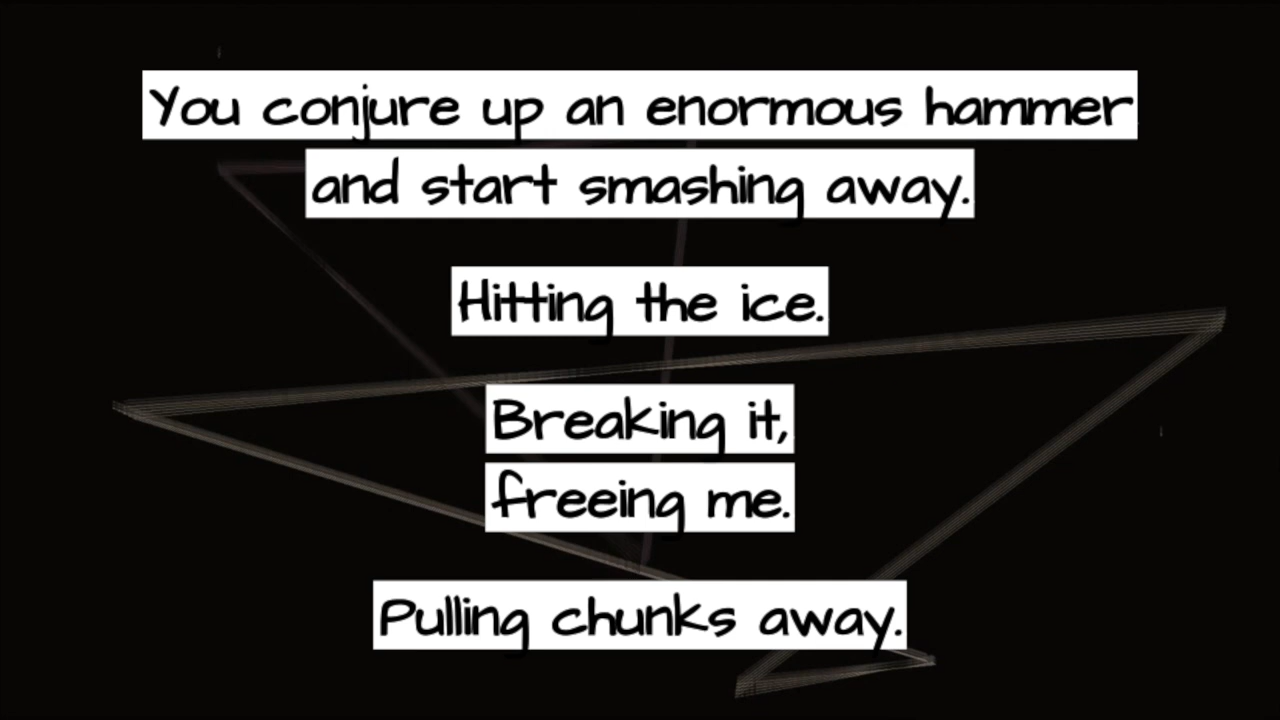 You conjure up an enormous hammer
and start smashing away.
Hitting the ice.
Breaking it,
freeing me.
Pulling chunks away.